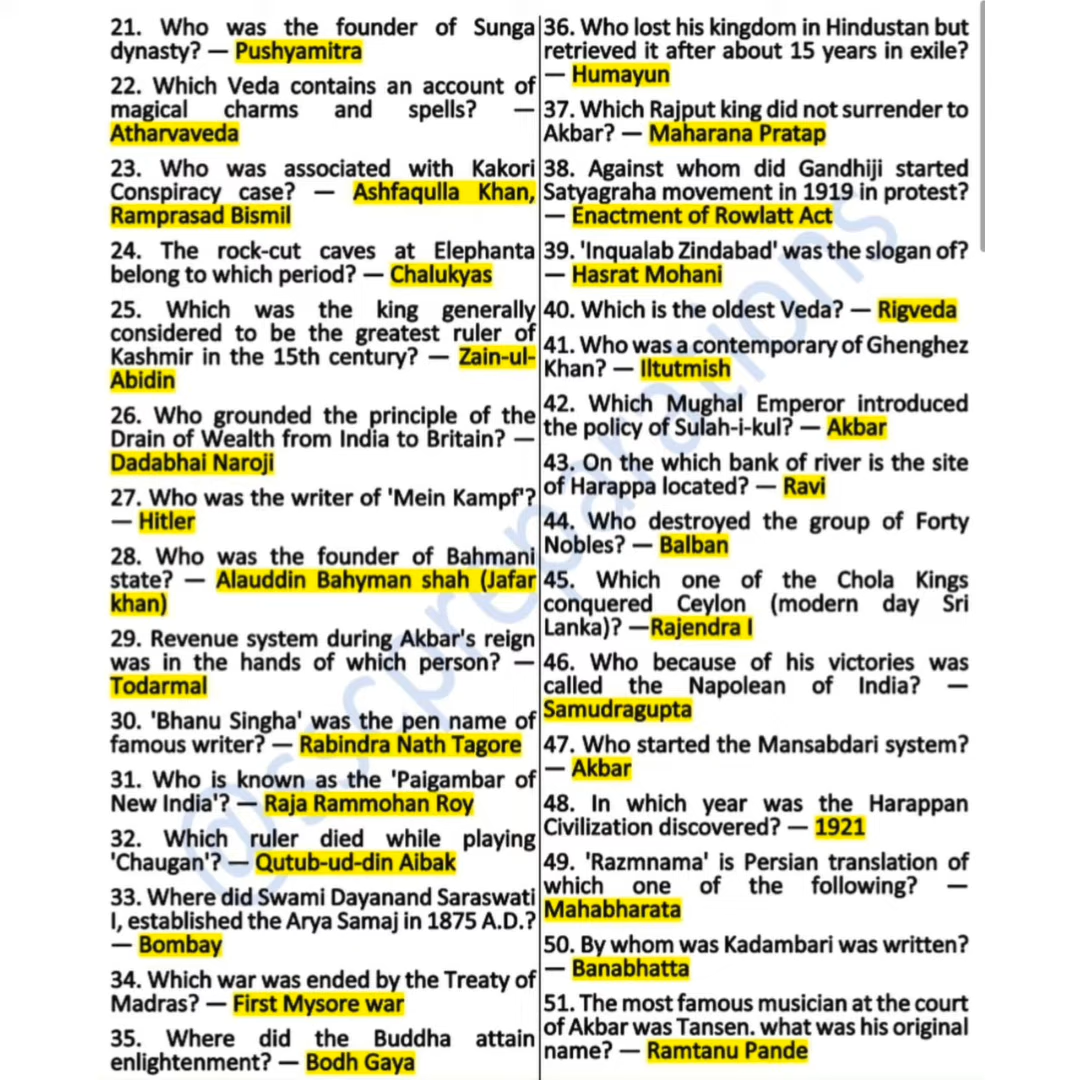 21. Who was the founder of Sunga
dynasty? — Pushyamitra
22. Which Veda contains an account of
magical charms and spells? —
Atharvaveda
23. Who was associated with Kakori
Conspiracy case? — Ashfaqulla Khan,
Ramprasad Bismil
24. The rock-cut caves at Elephanta
belong to which period? — Chalukyas
25. Which was the king generally
considered to be the greatest ruler of
Kashmir in the 15th century? — Zain-ul-
Abidin
26. Who grounded the principle of the
Drain of Wealth from India to Britain? —
Dadabhai Naroji
27. Who was the writer of 'Mein Kampf'?
— Hitler
28. Who was the founder of Bahmani
state? — Alauddin Bahyman shah (Jafar
khan)
29. Revenue system during Akbar's reign
was in the hands of which person? —
Todarmal
30. 'Bhanu Singha' was the pen name of
famous writer? — Rabindra Nath Tagore
31. Who is known as the 'Paigambar of
New India'? — Raja Rammohan Roy
32. Which ruler died while playing
'Chaugan'? — Qutub-ud-din Aibak
33. Where did Swami Dayanand Saraswati
I, established the Arya Samaj in 1875 A.D.?
— Bombay
34. Which war was ended by the Treaty of
Madras? — First Mysore war
35. Where did the Buddha attain
enlightenment? — Bodh Gaya
36. Who lost his kingdom in Hindustan but
retrieved it after about 15 years in exile?
— Humayun
37. Which Rajput king did not surrender to
Akbar? — Maharana Pratap
38. Against whom did Gandhiji started
Satyagraha movement in 1919 in protest?
— Enactment of Rowlatt Act
39. 'Inqualab Zindabad' was the slogan of?
— Hasrat Mohani
40. Which is the oldest Veda? — Rigveda
41. Who was a contemporary of Ghenghez
Khan? — Iltutmish
42. Which Mughal Emperor introduced
the policy of Sulah-i-kul? — Akbar
43. On the which bank of river is the site
of Harappa located? — Ravi
44. Who destroyed the group of Forty
Nobles? — Balban
45. Which one of the Chola Kings
conquered Ceylon (modern day Sri
Lanka)? —Rajendra I
46. Who because of his victories was
called the Napolean of India? —
Samudragupta
47. Who started the Mansabdari system?
— Akbar
48. In which year was the Harappan
Civilization discovered? — 1921
49. 'Razmnama' is Persian translation of
which one of the following? —
Mahabharata
50. By whom was Kadambari was written?
— Banabhatta
51. The most famous musician at the court
of Akbar was Tansen. what was his original
name? — Ramtanu Pande
@sscpreparations